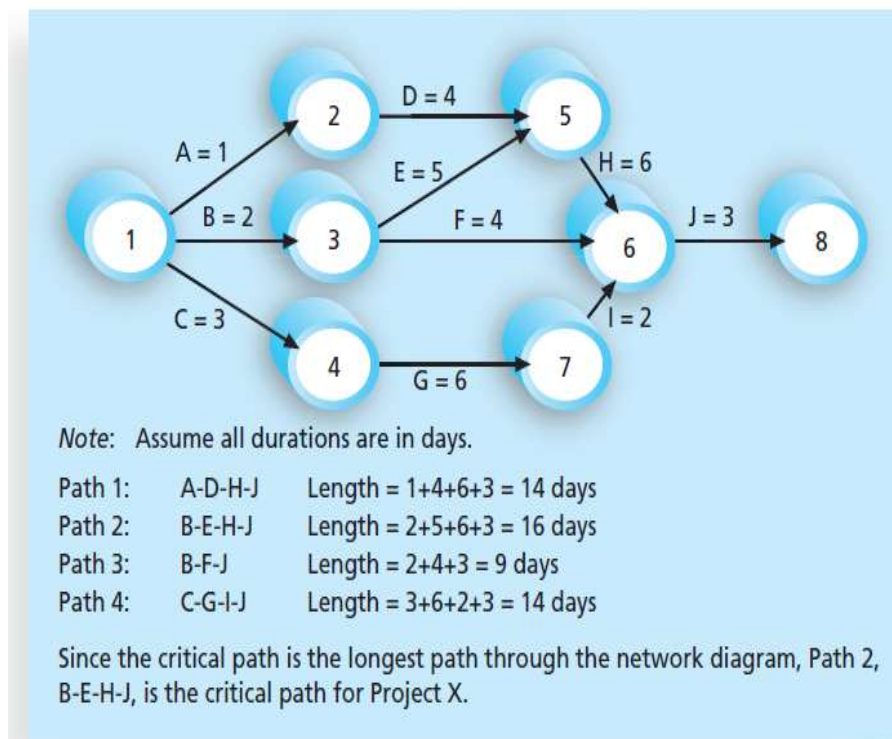 2
D = 4
5
A = 1
E = 5
H = 6
1
B = 2
3
F = 4
6
J = 3
8
C = 3
I = 2
4
G = 6
7
Note: Assume all durations are in days.
Path 1: A-D-H-J Length = 1+4+6+3 = 14 days
Path 2: B-E-H-J Length = 2+5+6+3 = 16 days
Path 3: B-F-J Length = 2+4+3 = 9 days
Path 4: C-G-I-J Length = 3+6+2+3 = 14 days
Since the critical path is the longest path through the network diagram, Path 2,
B-E-H-J, is the critical path for Project X.